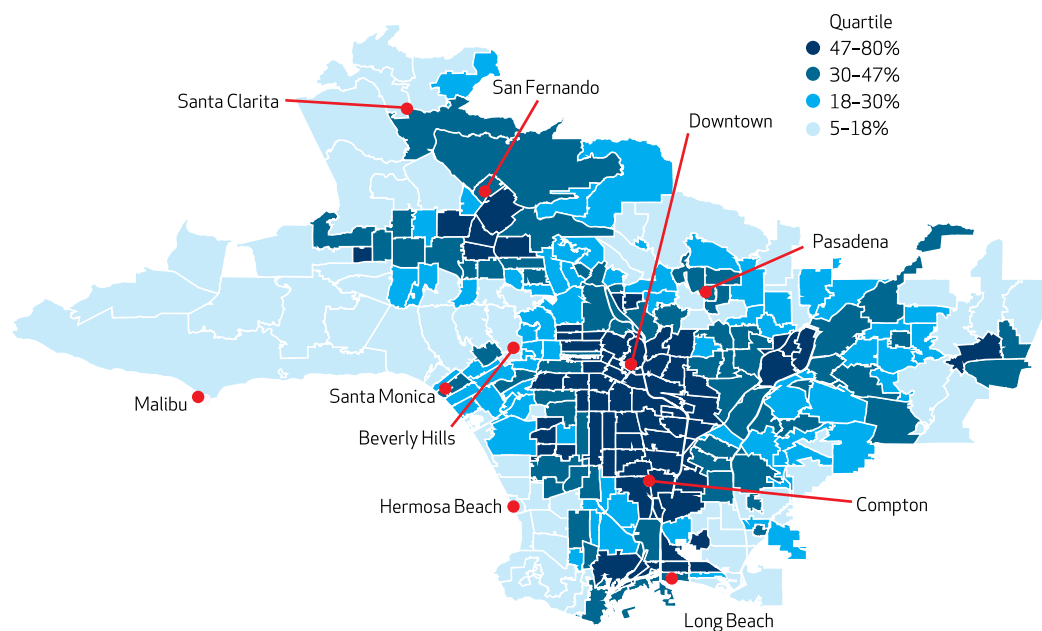 Quartile
47–80%
30–47%
18–30%
5–18%
San Fernando
Santa Clarita
Downtown
Pasadena
Malibu
Santa Monica
Beverly Hills
Hermosa Beach
Compton
Long Beach